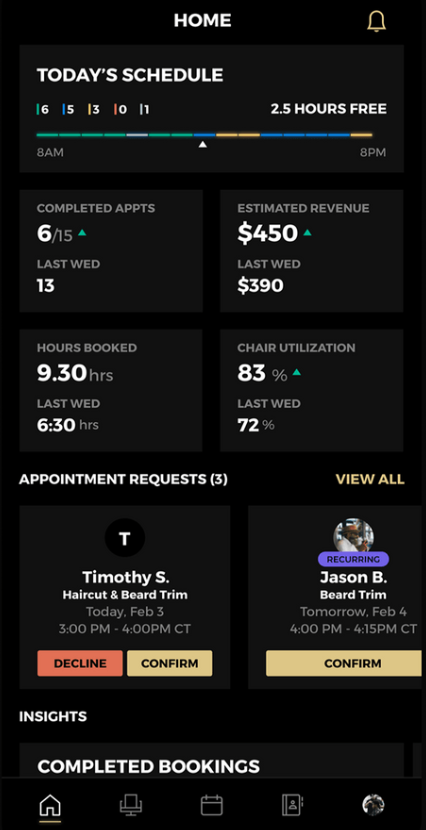 HOME
TODAY'S SCHEDULE
6 5 3 0 1 2.5 HOURS FREE
8AM 8PM
COMPLETED APPTS ESTIMATED REVENUE
6/15 $450
LAST WED LAST WED
13 $390
HOURS BOOKED CHAIR UTILIZATION
9.30 hrs 83 %
LAST WED LAST WED
6:30 hrs 72 %
APPOINTMENT REQUESTS (3) VIEW ALL
T
RECURRING
Timothy S. Jason B.
Haircut & Beard Trim Beard Trim
Today, Feb 3 Tomorrow, Feb 4
3:00 PM - 4:00PM CT 4:00 PM - 4:15PM CT
DECLINE CONFIRM CONFIRM
INSIGHTS
COMPLETED BOOKINGS